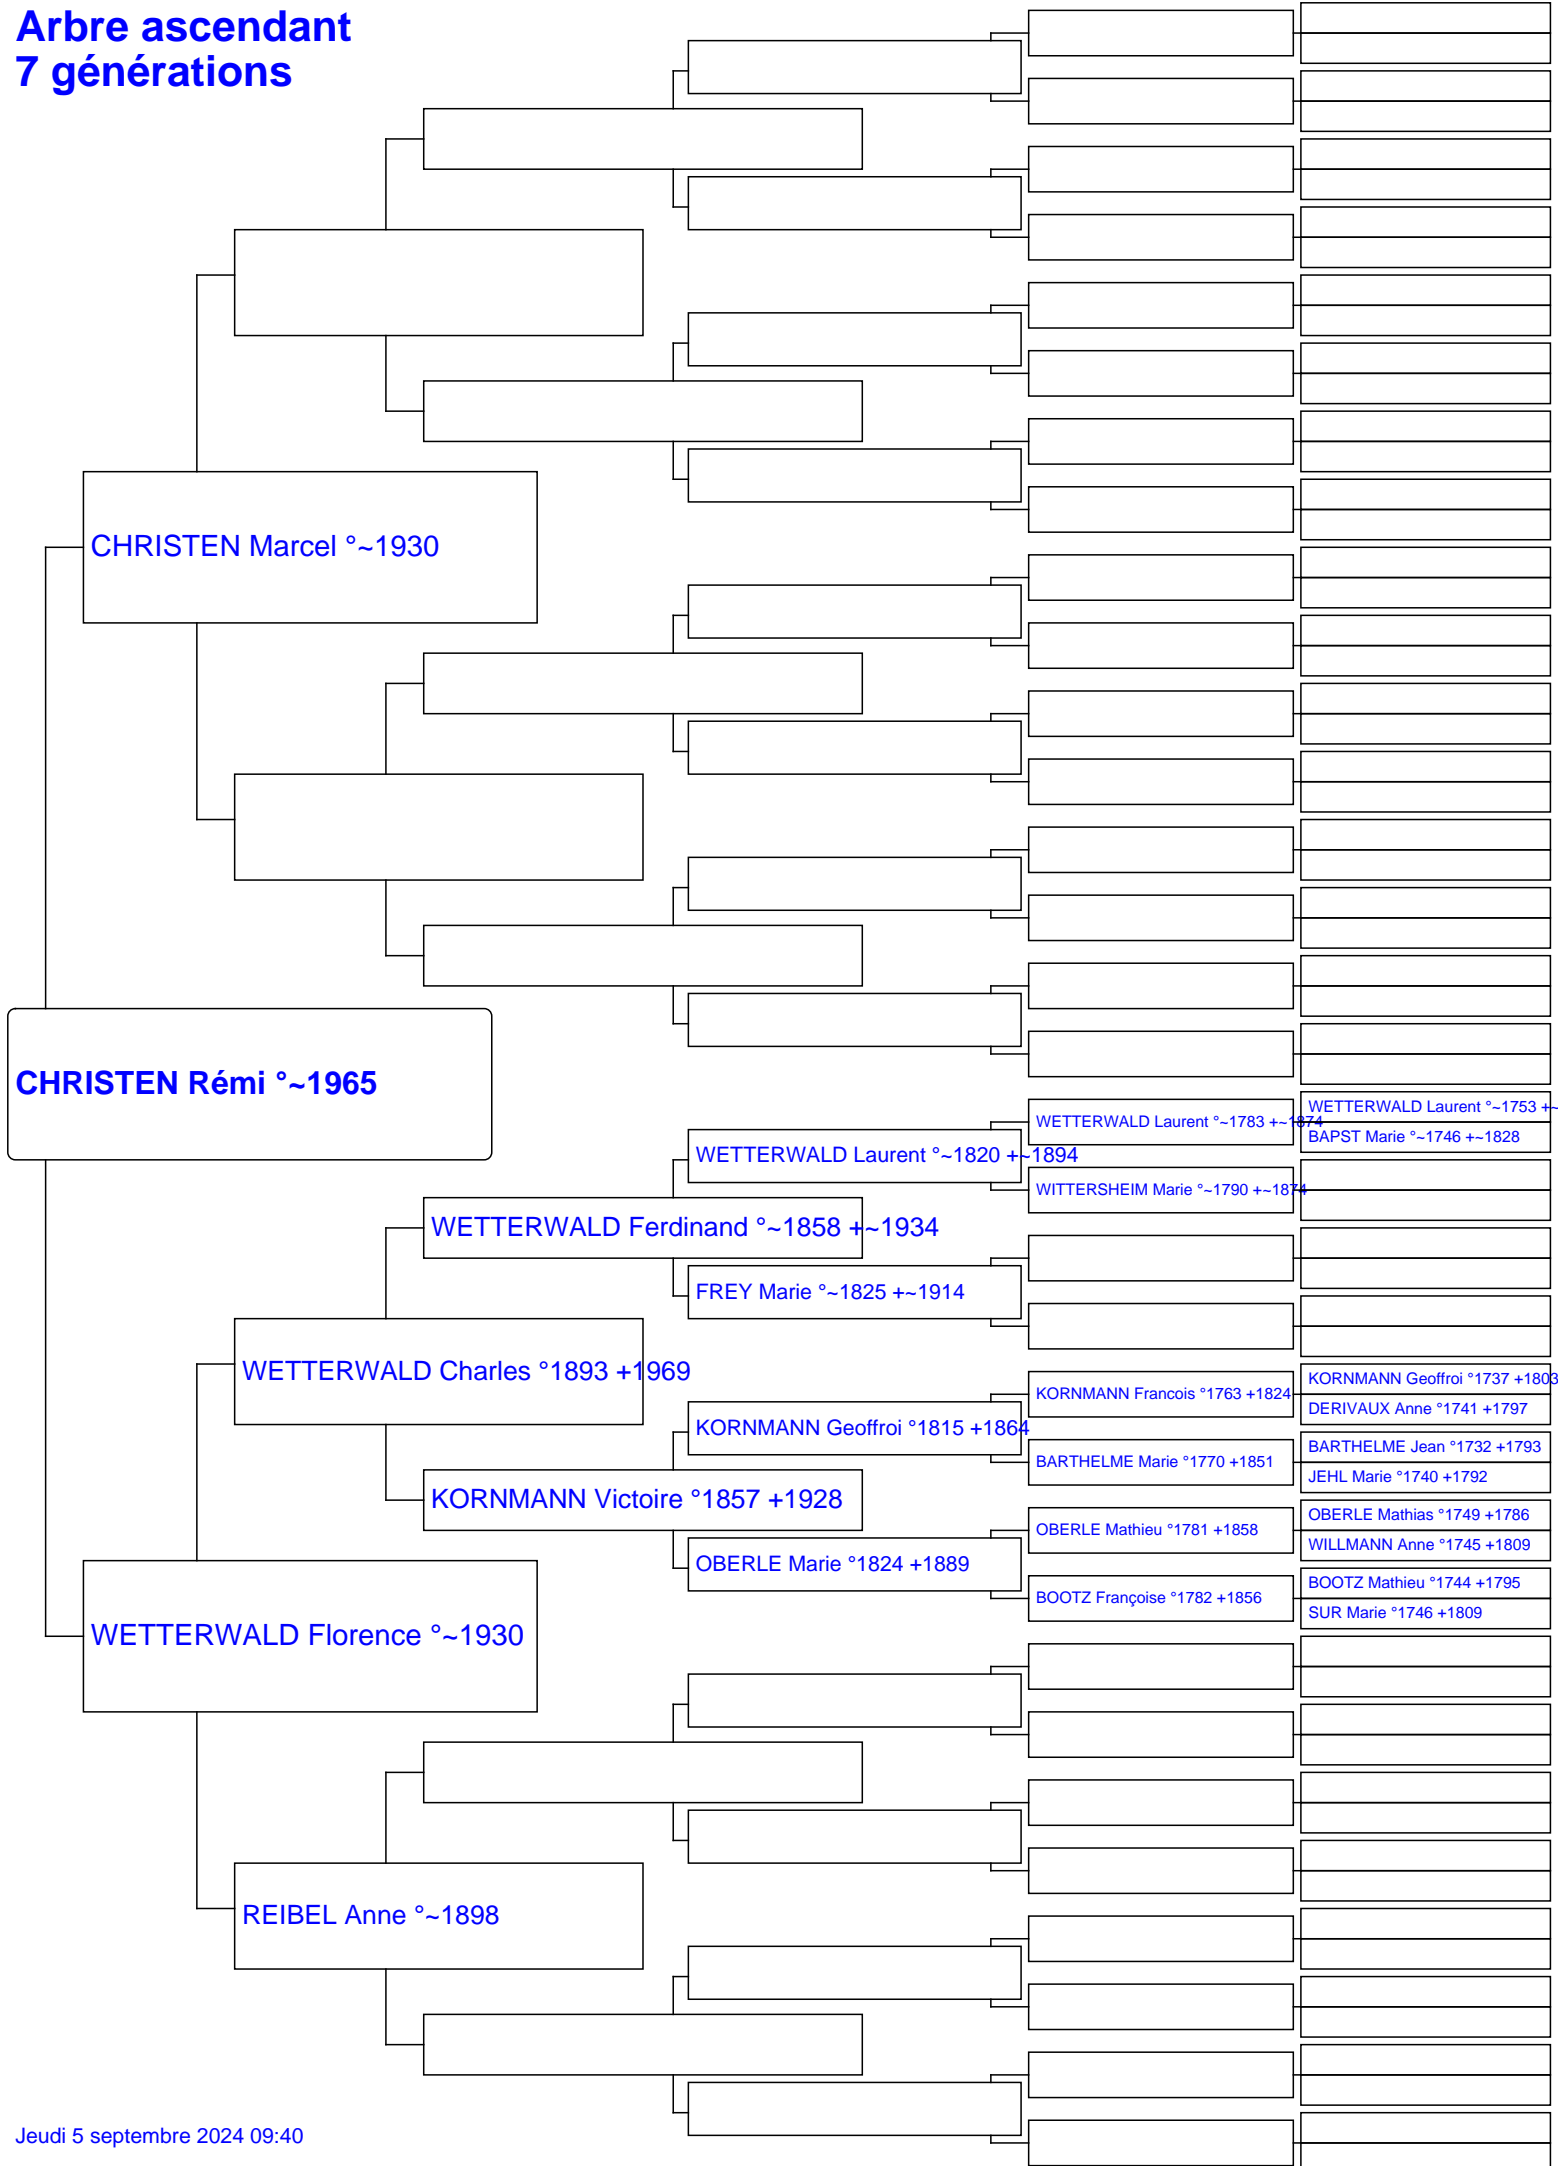 Arbre ascendant
7 générations
CHRISTEN Marcel °~1930
CHRISTEN Rémi °~1965
WETTERWALD Laurent °~1753 +~
WETTERWALD Laurent °~1783 +~1874
BAPST Marie °~1746 +~1828
WETTERWALD Laurent °~1820 +~1894
WITTERSHEIM Marie °~1790 +~1874
WETTERWALD Ferdinand °~1858 +~1934
FREY Marie °~1825 +~1914
WETTERWALD Charles °1893 +1969
KORNMANN Geoffroi °1737 +1803
KORNMANN Francois °1763 +1824
DERIVAUX Anne °1741 +1797
KORNMANN Geoffroi °1815 +1864
BARTHELME Jean °1732 +1793
BARTHELME Marie °1770 +1851
JEHL Marie °1740 +1792
KORNMANN Victoire °1857 +1928
OBERLE Mathias °1749 +1786
OBERLE Mathieu °1781 +1858
WILLMANN Anne °1745 +1809
OBERLE Marie °1824 +1889
BOOTZ Mathieu °1744 +1795
BOOTZ Françoise °1782 +1856
SUR Marie °1746 +1809
WETTERWALD Florence °~1930
REIBEL Anne °~1898
Jeudi 5 septembre 2024 09:40